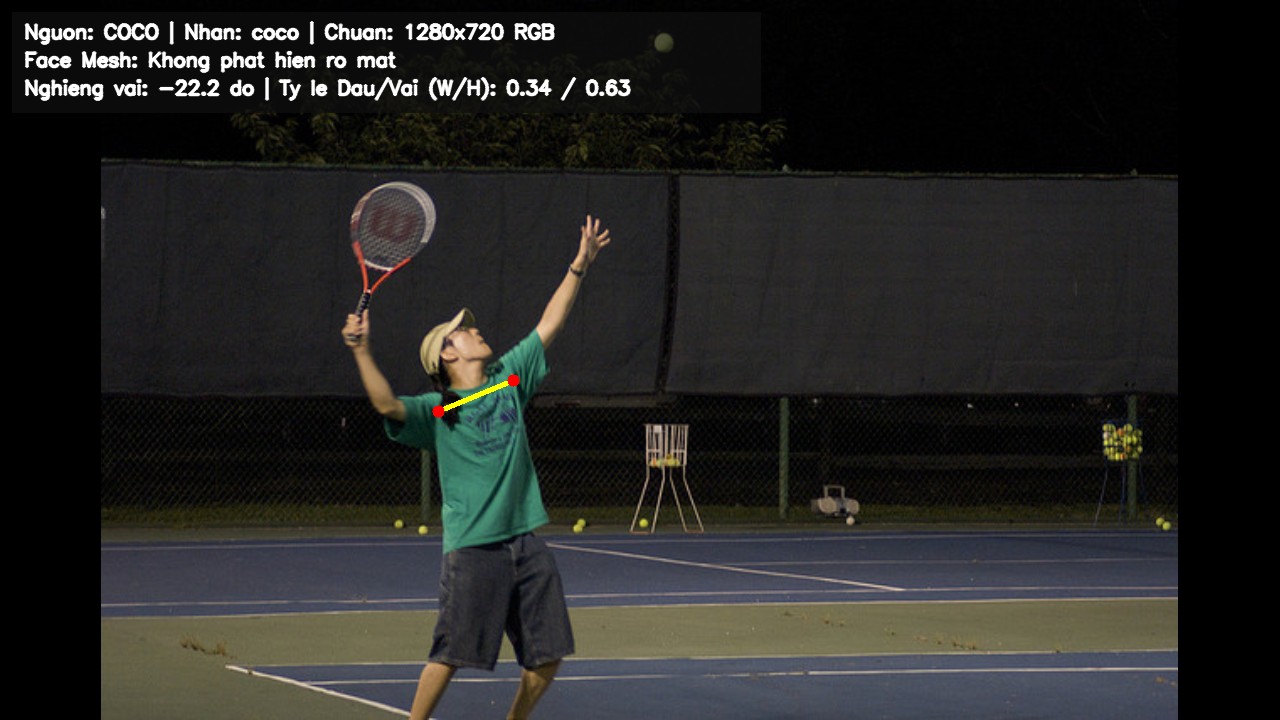 Nguon: COCO | Nhan: coco | Chuan: 1280x720 RGB
Face Mesh: Khong phat hien ro mat
Nghieng vai: -22.2 do | Ty le Dau/Vai (W/H): 0.34 / 0.63